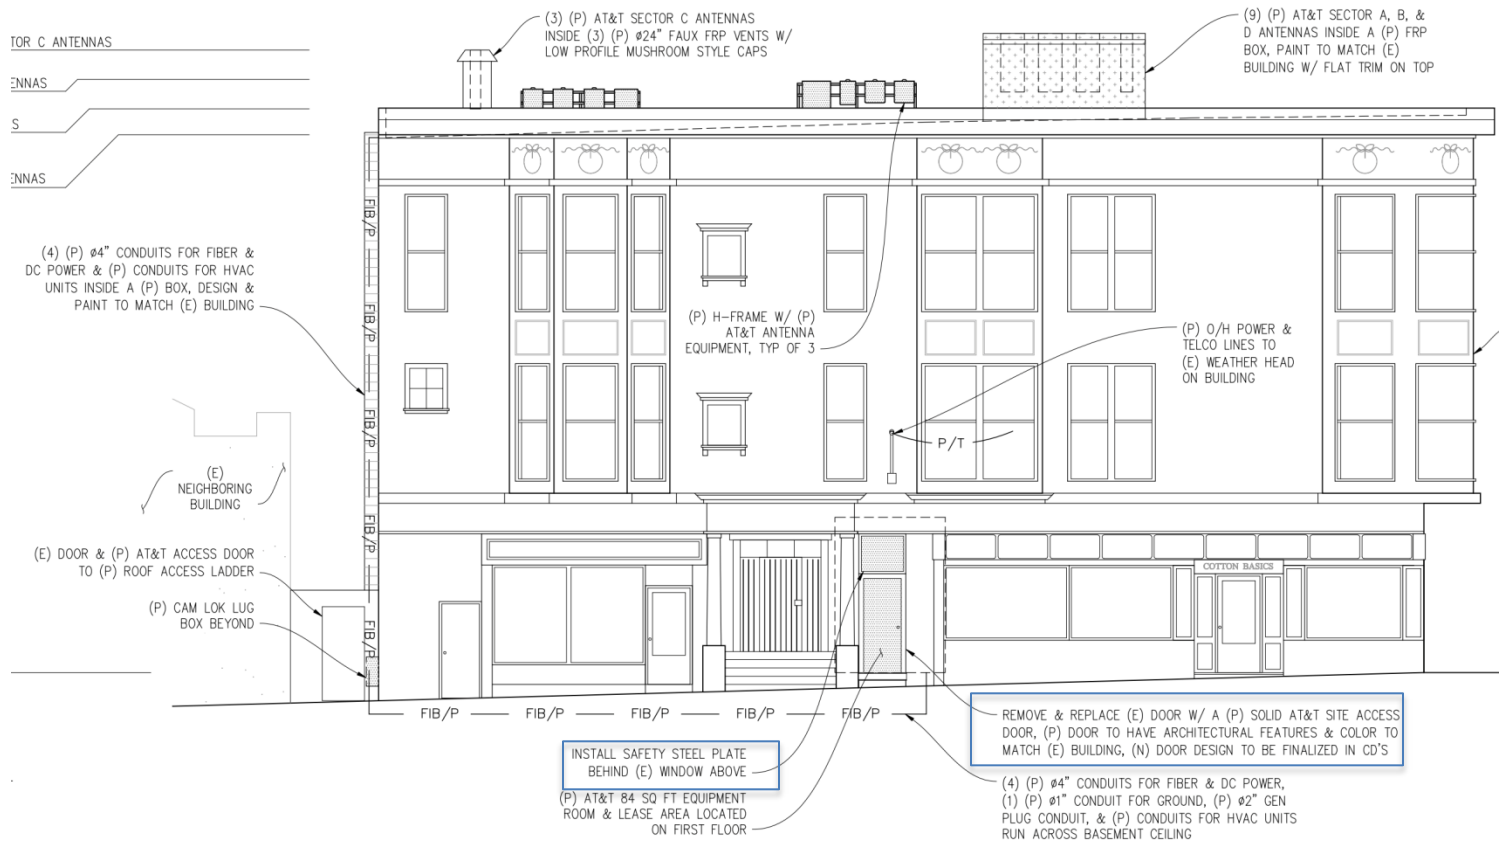 (3) (P) AT&T SECTOR C ANTENNAS
INSIDE (3) (P) ø24" FAUX FRP VENTS W/
LOW PROFILE MUSHROOM STYLE CAPS
(9) (P) AT&T SECTOR A, B, &
D ANTENNAS INSIDE A (P) FRP
BOX, PAINT TO MATCH (E)
BUILDING W/ FLAT TRIM ON TOP
TOR C ANTENNAS
ENNAS
S
ENNAS
(4) (P) ø4" CONDUITS FOR FIBER &
DC POWER & (P) CONDUITS FOR HVAC
UNITS INSIDE A (P) BOX, DESIGN &
PAINT TO MATCH (E) BUILDING
FIB/P
FIB/P
FIB/P
FIB/P
FIB/P
(P) H-FRAME W/ (P)
AT&T ANTENNA
EQUIPMENT, TYP OF 3
(P) O/H POWER &
TELCO LINES TO
(E) WEATHER HEAD
ON BUILDING
P/T
(E)
NEIGHBORING
BUILDING
(E) DOOR & (P) AT&T ACCESS DOOR
TO (P) ROOF ACCESS LADDER
(P) CAM LOK LUG
BOX BEYOND
COTTON BASICS
FIB/P FIB/P FIB/P FIB/P FIB/P
INSTALL SAFETY STEEL PLATE
BEHIND (E) WINDOW ABOVE
(P) AT&T 84 SQ FT EQUIPMENT
ROOM & LEASE AREA LOCATED
ON FIRST FLOOR
REMOVE & REPLACE (E) DOOR W/ A (P) SOLID AT&T SITE ACCESS
DOOR, (P) DOOR TO HAVE ARCHITECTURAL FEATURES & COLOR TO
MATCH (E) BUILDING, (N) DOOR DESIGN TO BE FINALIZED IN CD'S
(4) (P) ø4" CONDUITS FOR FIBER & DC POWER,
(1) (P) ø1" CONDUIT FOR GROUND, (P) ø2" GEN
PLUG CONDUIT, & (P) CONDUITS FOR HVAC UNITS
RUN ACROSS BASEMENT CEILING